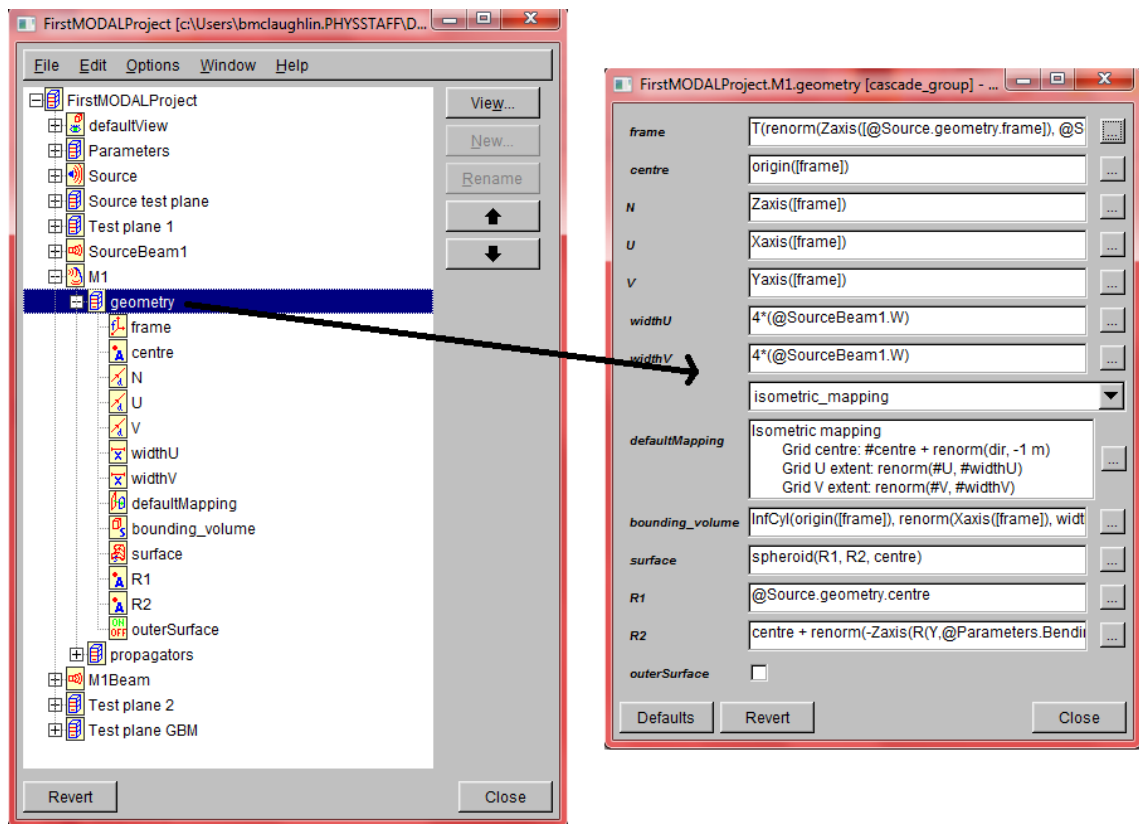 FirstMODALProject [c:\Users\bmclaughlin.PHYSSTAFF\D...
File Edit Options Window Help
FirstMODALProject
defaultView
Parameters
Source
Source test plane
Test plane 1
SourceBeam1
M1
geometry
frame
centre
N
U
V
widthU
widthV
defaultMapping
bounding_volume
surface
R1
R2
outerSurface
propagators
M1Beam
Test plane 2
Test plane GBM
View...
New...
Rename
Revert
Close
FirstMODALProject.M1.geometry [cascade_group] - ...
frame T(renorm(Zaxis([@Source.geometry.frame]), @S ...
centre origin([frame]) ...
N Zaxis([frame]) ...
U Xaxis([frame]) ...
V Yaxis([frame]) ...
widthU 4*(@SourceBeam1.W) ...
widthV 4*(@SourceBeam1.W) ...
isometric_mapping
defaultMapping
Isometric mapping
Grid centre: #centre + renorm(dir, -1 m)
Grid U extent: renorm(#U, #widthU)
Grid V extent: renorm(#V, #widthV)
...
bounding_volume InfCyl(origin([frame]), renorm(Xaxis([frame]), widt ...
surface spheroid(R1, R2, centre) ...
R1 @Source.geometry.centre ...
R2 centre + renorm(-Zaxis(R(Y,@Parameters.Bendi ...
outerSurface
Defaults Revert Close